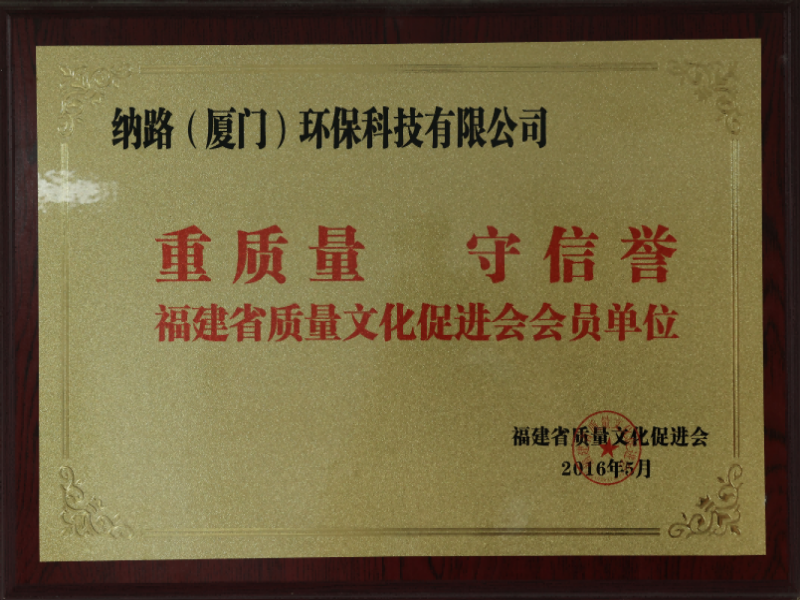 纳路（厦门）环保科技有限公司
重质量 守信誉
福建省质量文化促进会会员单位
福建省质量文化促进会
2016年5月